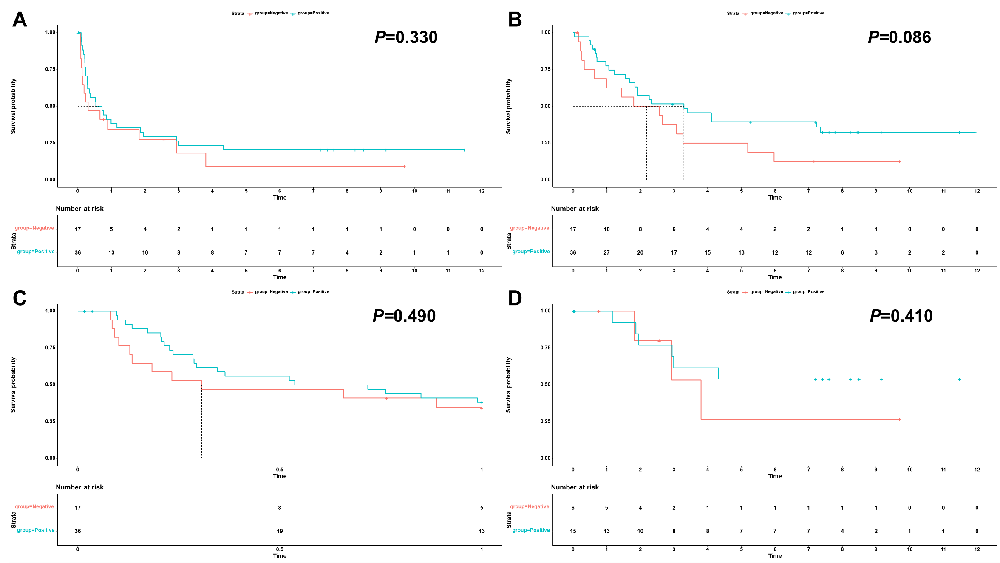 A
Strata group=Negative group=Positive
P=0.330
Survival probability
1.00
0.75
0.50
0.25
0.00
0 1 2 3 4 5 6 7 8 9 10 11 12
Time
Number at risk
Strata
group=Negative 17 5 4 2 1 1 1 1 1 1 0 0 0
group=Positive 36 13 10 8 8 7 7 7 4 2 1 1 0
0 1 2 3 4 5 6 7 8 9 10 11 12
Time
B
Strata group=Negative group=Positive
P=0.086
Survival probability
1.00
0.75
0.50
0.25
0.00
0 1 2 3 4 5 6 7 8 9 10 11 12
Time
Number at risk
Strata
group=Negative 17 10 8 6 4 4 2 2 1 1 0 0 0
group=Positive 36 27 20 17 15 13 12 12 6 3 2 2 0
0 1 2 3 4 5 6 7 8 9 10 11 12
Time
C
Strata group=Negative group=Positive
P=0.490
Survival probability
1.00
0.75
0.50
0.25
0.00
0 0.5 1
Time
Number at risk
Strata
group=Negative 17 8 5
group=Positive 36 19 13
0 0.5 1
Time
D
Strata group=Negative group=Positive
P=0.410
Survival probability
1.00
0.75
0.50
0.25
0.00
0 1 2 3 4 5 6 7 8 9 10 11 12
Time
Number at risk
Strata
group=Negative 6 5 4 2 1 1 1 1 1 1 0 0 0
group=Positive 15 13 10 8 8 7 7 7 4 2 1 1 0
0 1 2 3 4 5 6 7 8 9 10 11 12
Time